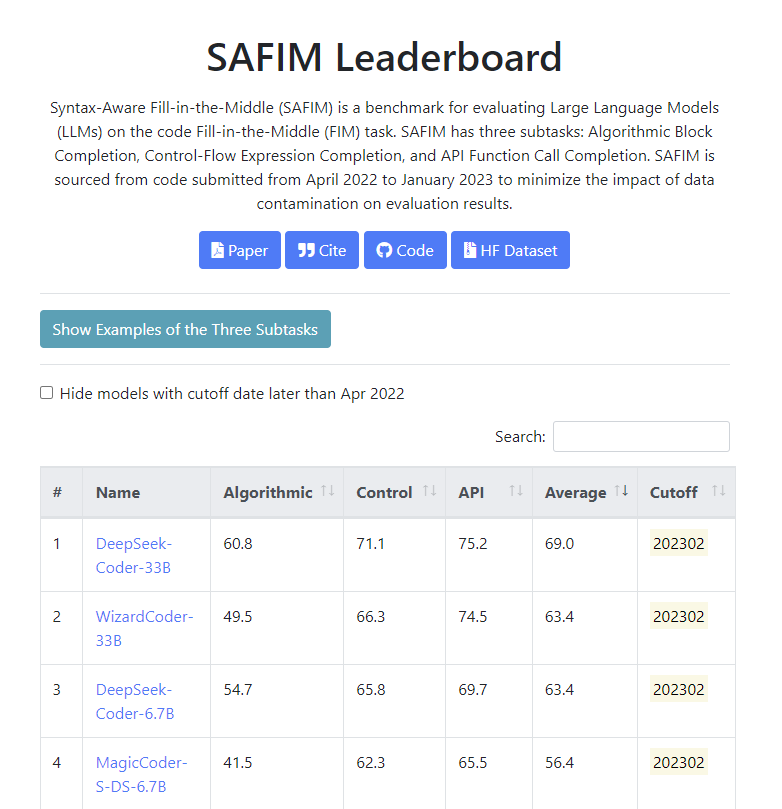 SAFIM Leaderboard
Syntax-Aware Fill-in-the-Middle (SAFIM) is a benchmark for evaluating Large Language Models
(LLMs) on the code Fill-in-the-Middle (FIM) task. SAFIM has three subtasks: Algorithmic Block
Completion, Control-Flow Expression Completion, and API Function Call Completion. SAFIM is
sourced from code submitted from April 2022 to January 2023 to minimize the impact of data
contamination on evaluation results.
Paper Cite Code HF Dataset
Show Examples of the Three Subtasks
Hide models with cutoff date later than Apr 2022
Search:
# Name Algorithmic Control API Average Cutoff
1 DeepSeek- 60.8 71.1 75.2 69.0 202302
Coder-33B
2 WizardCoder- 49.5 66.3 74.5 63.4 202302
33B
3 DeepSeek- 54.7 65.8 69.7 63.4 202302
Coder-6.7B
4 MagicCoder- 41.5 62.3 65.5 56.4 202302
S-DS-6.7B